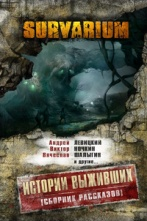 SURVARIUM
Андрей Левицкий
Виктор Ночкин
Вячеслав Шалыгин
и другие...
ИСТОРИИ ВЫЖИВШИХ
[СБОРНИК РАССКАЗОВ]